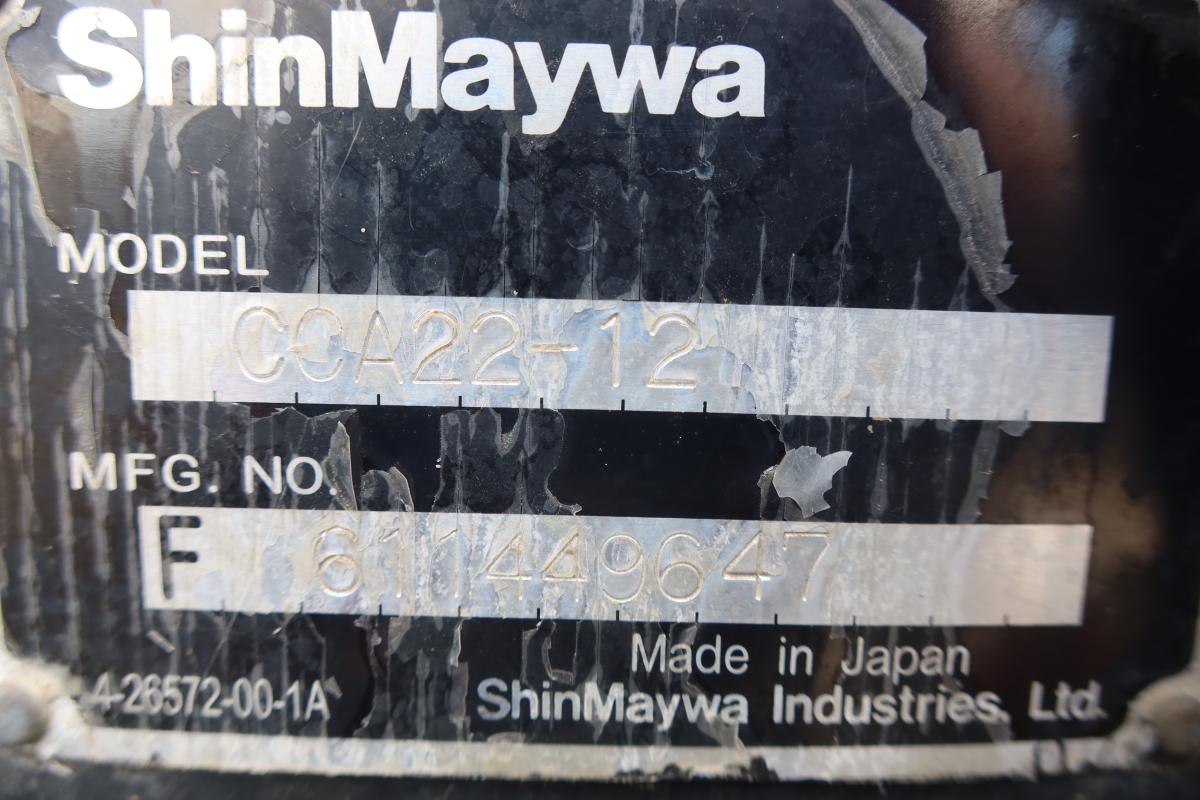 ShinMaywa
MODEL
CCA22-12
MFG. NO.
F 611449647
Made in Japan
4-26572-00-1A
ShinMaywa Industries, Ltd.